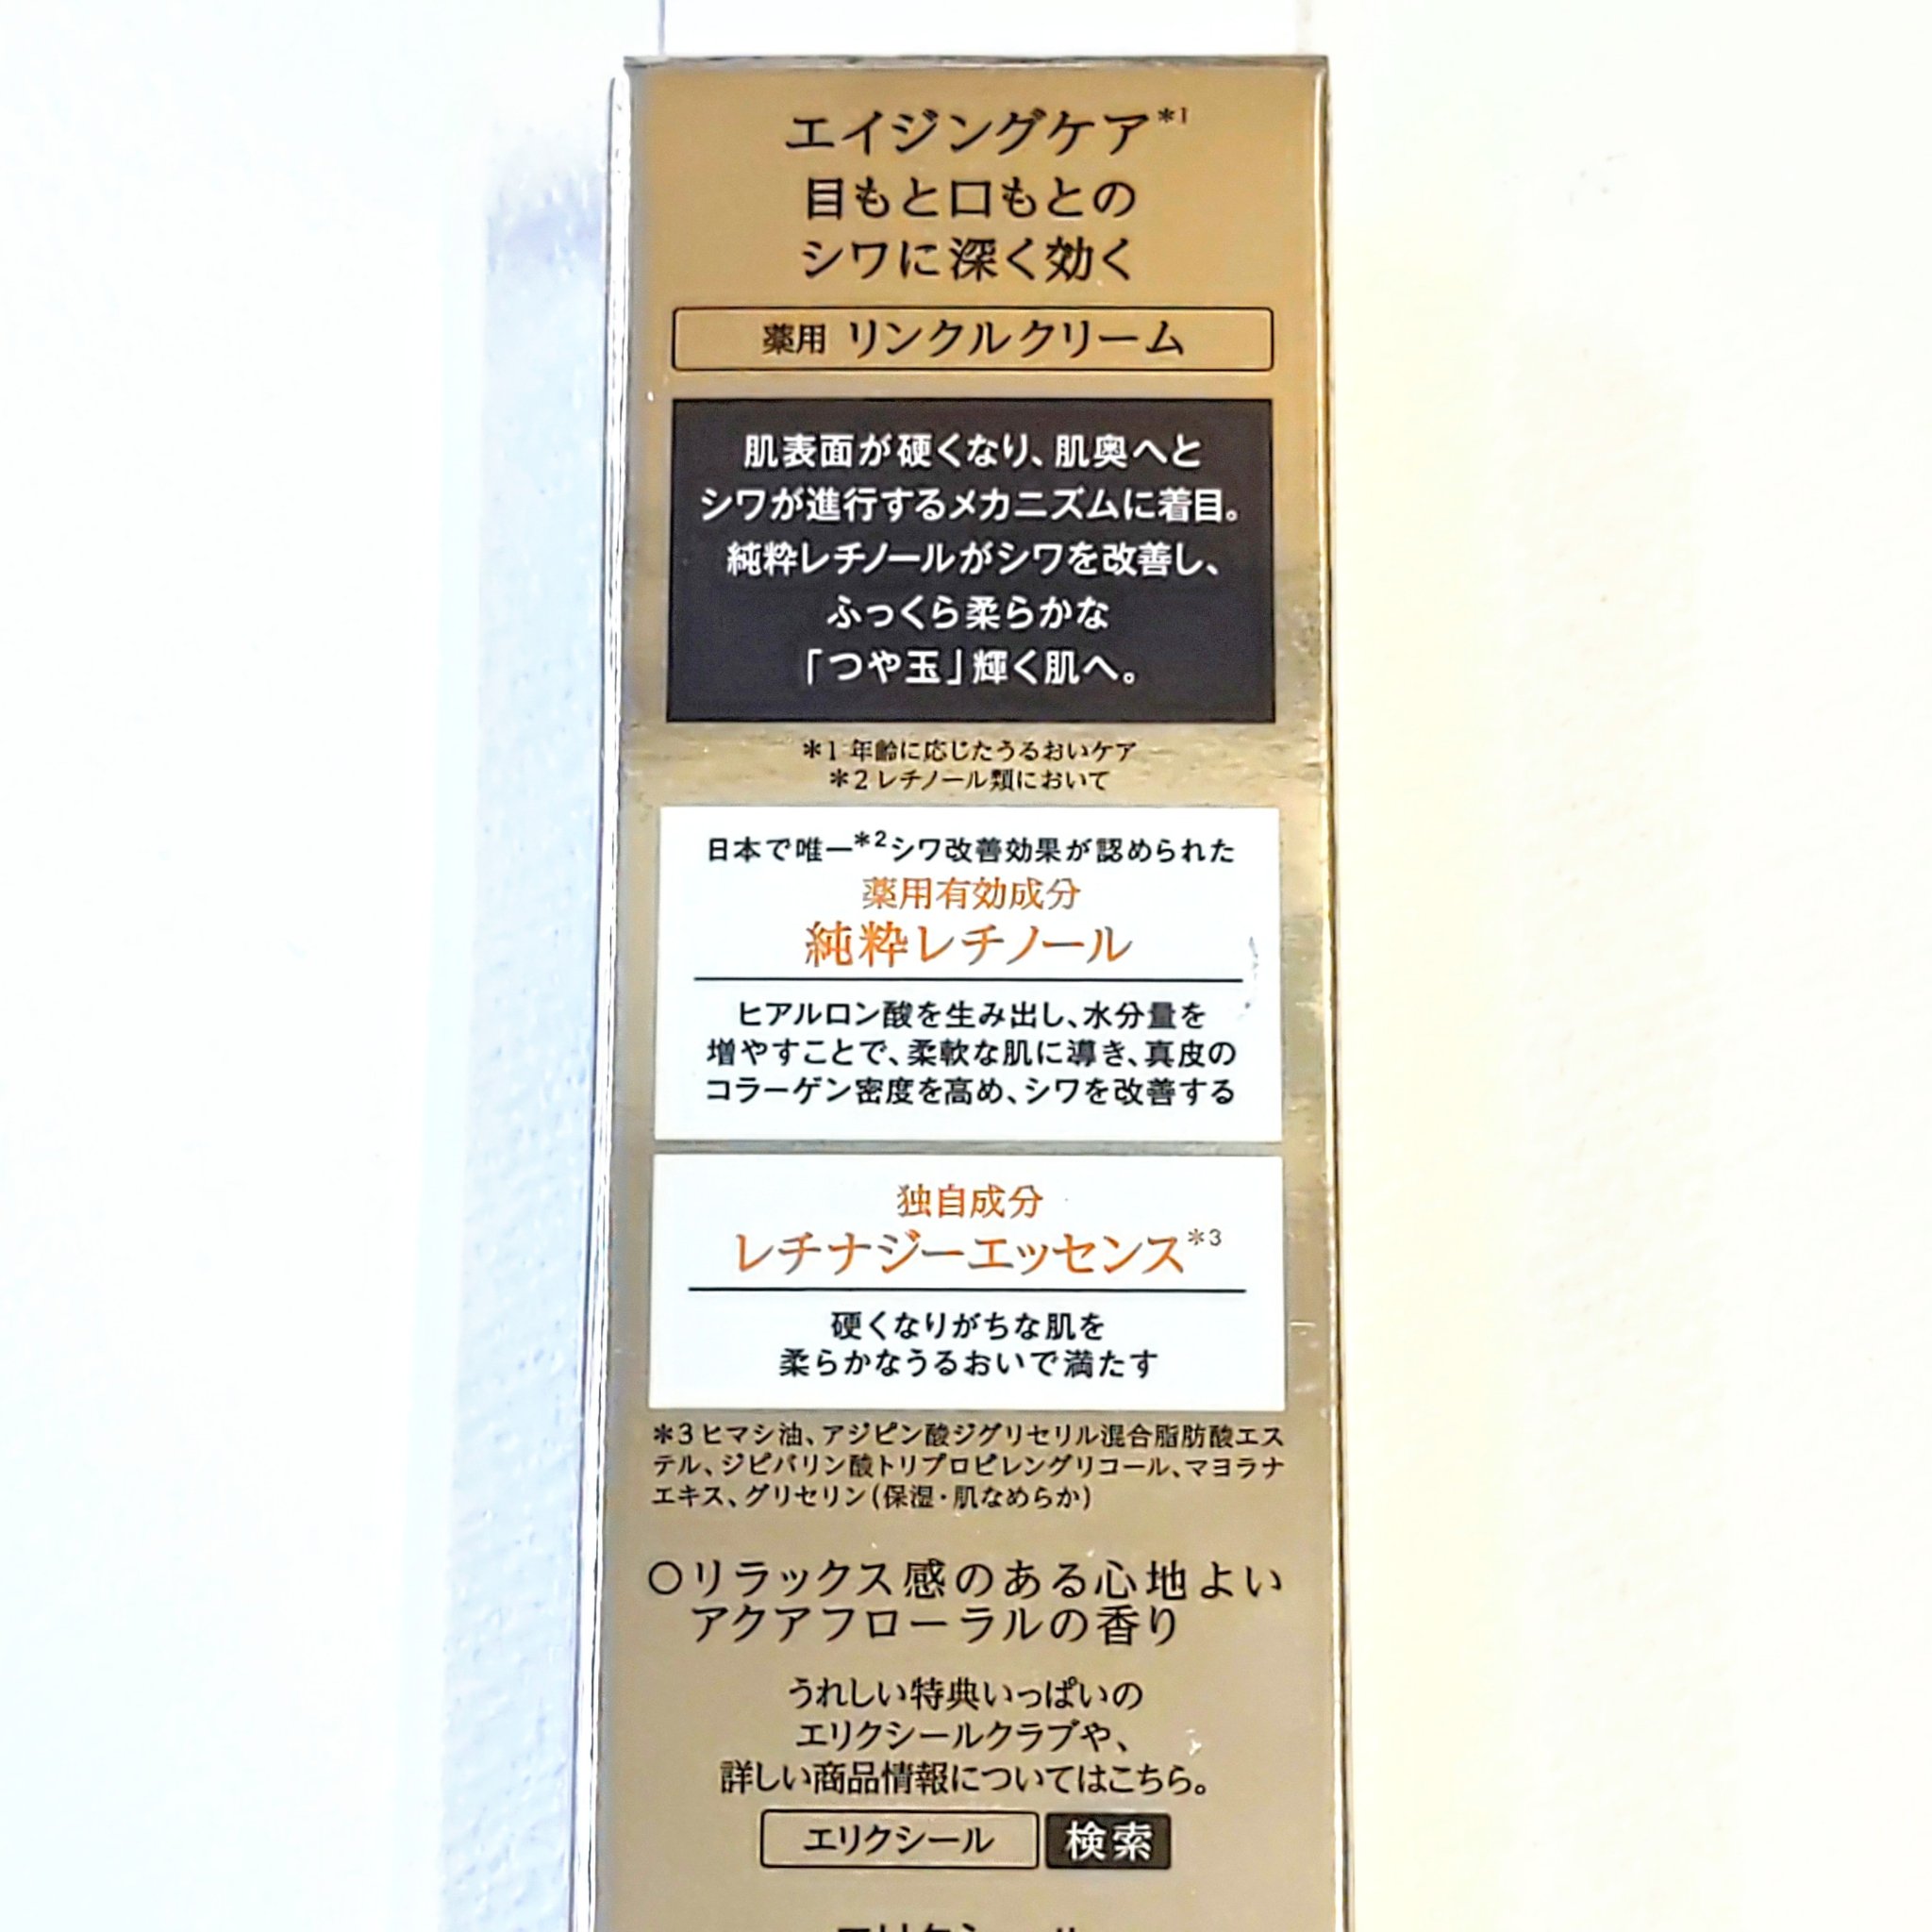 エイジングケア*1
目もと口もとの
シワに深く効く
薬用 リンクルクリーム
肌表面が硬くなり、肌奥へと
シワが進行するメカニズムに着目。
純粋レチノールがシワを改善し、
ふっくら柔らかな
「つや玉」輝く肌へ。
*1 年齢に応じたうるおいケア
*2 レチノール類において
日本で唯一*2シワ改善効果が認められた
薬用有効成分
純粋レチノール
ヒアルロン酸を生み出し、水分量を
増やすことで、柔軟な肌に導き、真皮の
コラーゲン密度を高め、シワを改善する
独自成分
レチナジーエッセンス*3
硬くなりがちな肌を
柔らかなうるおいで満たす
*3 ヒマシ油、アジピン酸ジグリセリル混合脂肪酸エス
テル、ジピバリン酸トリプロピレングリコール、マヨラナ
エキス、グリセリン(保湿・肌なめらか)
○リラックス感のある心地よい
アクアフローラルの香り
うれしい特典いっぱいの
エリクシールクラブや、
詳しい商品情報についてはこちら。
エリクシール 検索